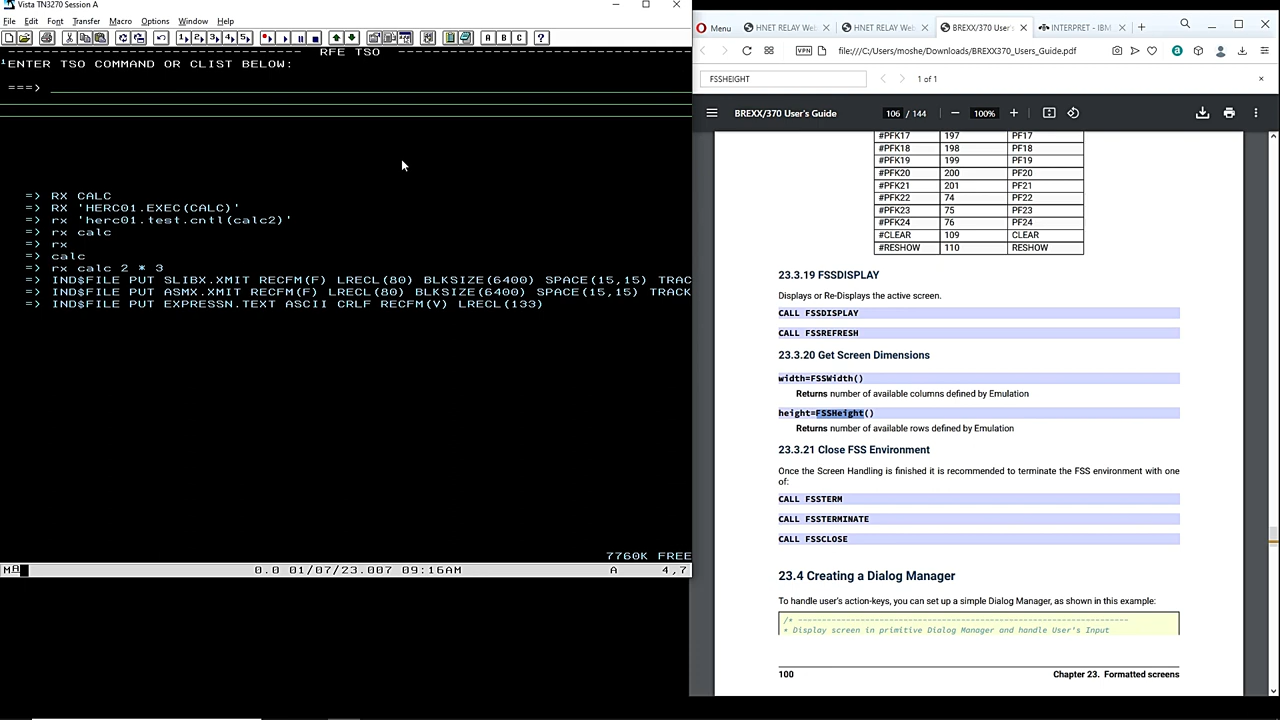 Vista TN3270 Session A
File Edit Font Transfer Macro Options Window Help
A B C
RFE TSO
ENTER TSO COMMAND OR CLIST BELOW:
===>
=> RX CALC
=> RX 'HERC01.EXEC(CALC)'
=> rx 'herc01.test.cntl(calc2)'
=> rx calc
=> rx
=> calc
=> rx calc 2 * 3
=> IND$FILE PUT SLIBX.XMIT RECFM(F) LRECL(80) BLKSIZE(6400) SPACE(15,15) TRAC
=> IND$FILE PUT ASMX.XMIT RECFM(F) LRECL(80) BLKSIZE(6400) SPACE(15,15) TRACK
=> IND$FILE PUT EXPRESSN.TEXT ASCII CRLF RECFM(V) LRECL(133)
7760K FREE
0.0 01/07/23.007 09:16AM A 4,7
Menu HNET RELAY We HNET RELAY We BREXX/370 User's INTERPRET - IBM
VPN file:///C:/Users/moshe/Downloads/BREXX370_Users_Guide.pdf
FSSHEIGHT 1 of 1
BREXX/370 User's Guide 106 / 144 100%
#PFK17 197 PF17
#PFK18 198 PF18
#PFK19 199 PF19
#PFK20 200 PF20
#PFK21 201 PF21
#PFK22 74 PF22
#PFK23 75 PF23
#PFK24 76 PF24
#CLEAR 109 CLEAR
#RESHOW 110 RESHOW
23.3.19 FSSDISPLAY
Displays or Re-Displays the active screen.
CALL FSSDISPLAY
CALL FSSREFRESH
23.3.20 Get Screen Dimensions
width=FSSWidth()
Returns number of available columns defined by Emulation
height=FSSHeight()
Returns number of available rows defined by Emulation
23.3.21 Close FSS Environment
Once the Screen Handling is finished it is recommended to terminate the FSS environment with one
of:
CALL FSSTERM
CALL FSSTERMINATE
CALL FSSCLOSE
23.4 Creating a Dialog Manager
To handle user's action-keys, you can set up a simple Dialog Manager, as shown in this example:
/* -------------------------------------------------------
* Display screen in primitive Dialog Manager and handle User's Input
100 Chapter 23. Formatted screens